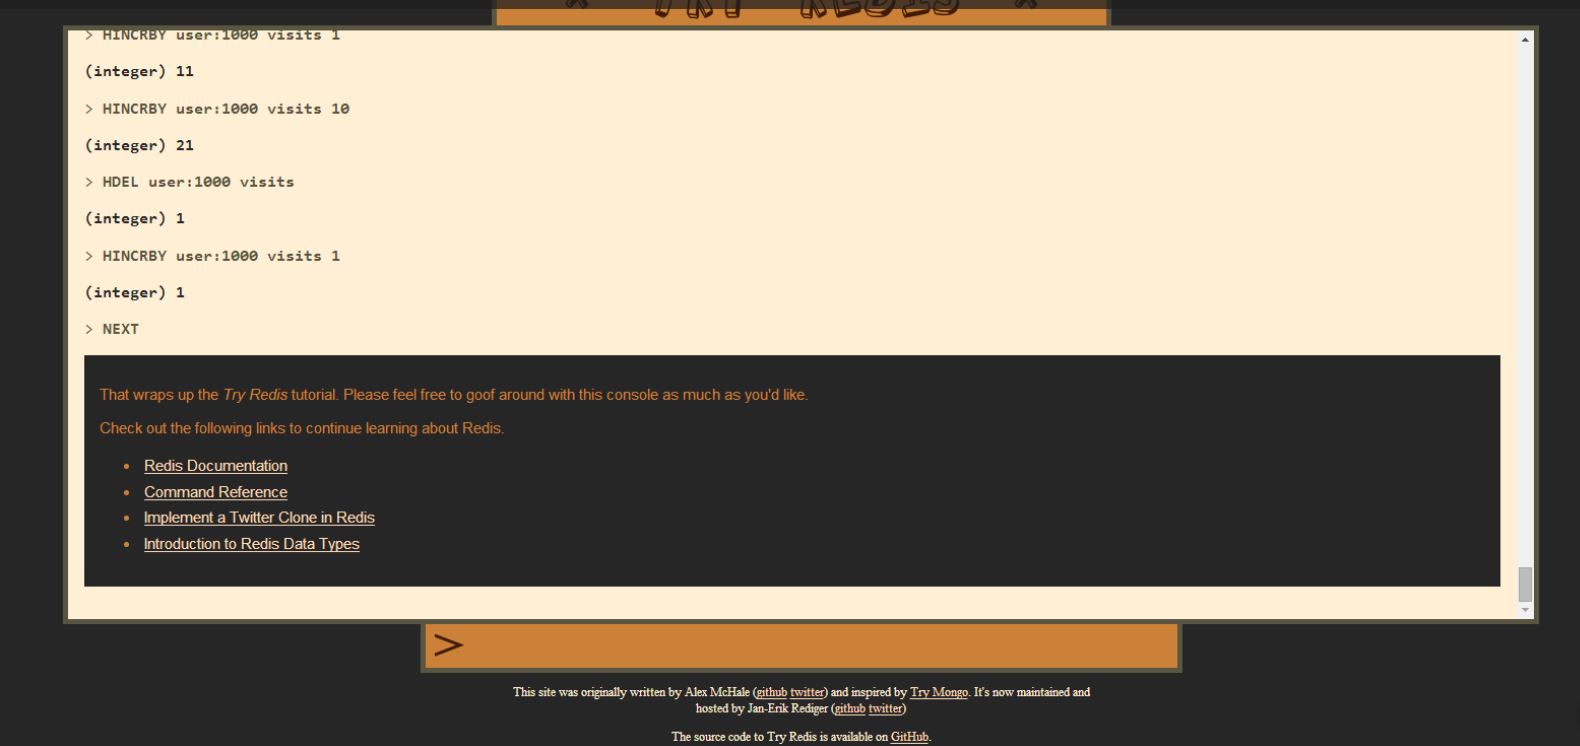 * TRY REDIS *
> HINCRBY user:1000 visits 1
(integer) 11
> HINCRBY user:1000 visits 10
(integer) 21
> HDEL user:1000 visits
(integer) 1
> HINCRBY user:1000 visits 1
(integer) 1
> NEXT
That wraps up the Try Redis tutorial. Please feel free to goof around with this console as much as you'd like.
Check out the following links to continue learning about Redis.
• Redis Documentation
• Command Reference
• Implement a Twitter Clone in Redis
• Introduction to Redis Data Types
>
This site was originally written by Alex McHale (github twitter) and inspired by Try Mongo. It's now maintained and
hosted by Jan-Erik Rediger (github twitter)
The source code to Try Redis is available on GitHub.